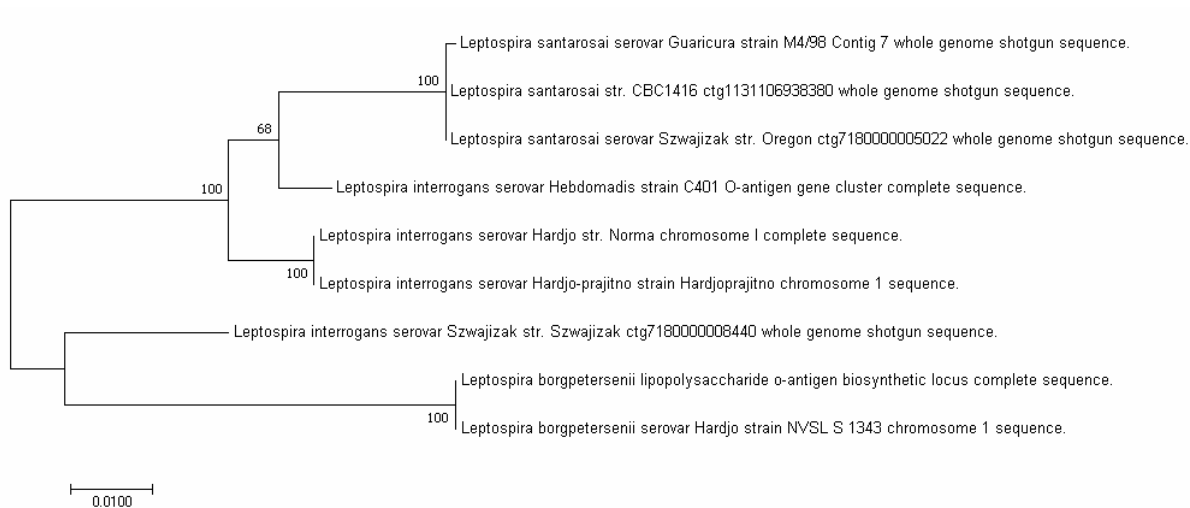 Leptospira santarosai serovar Guaricura strain M4/98 Contig 7 whole genome shotgun sequence.
100
Leptospira santarosai str. CBC1416 ctg1131106938380 whole genome shotgun sequence.
68
Leptospira santarosai serovar Szwajizak str. Oregon ctg7180000005022 whole genome shotgun sequence.
100
Leptospira interrogans serovar Hebdomadis strain C401 O-antigen gene cluster complete sequence.
Leptospira interrogans serovar Hardjo str. Norma chromosome I complete sequence.
100
Leptospira interrogans serovar Hardjo-prajitno strain Hardjoprajitno chromosome 1 sequence.
Leptospira interrogans serovar Szwajizak str. Szwajizak ctg7180000008440 whole genome shotgun sequence.
Leptospira borgpetersenii lipopolysaccharide o-antigen biosynthetic locus complete sequence.
100
Leptospira borgpetersenii serovar Hardjo strain NVSL S 1343 chromosome 1 sequence.
0.0100